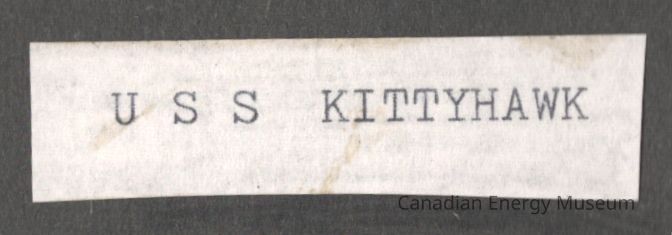 U S S KITTYHAWK
Canadian Energy Museum